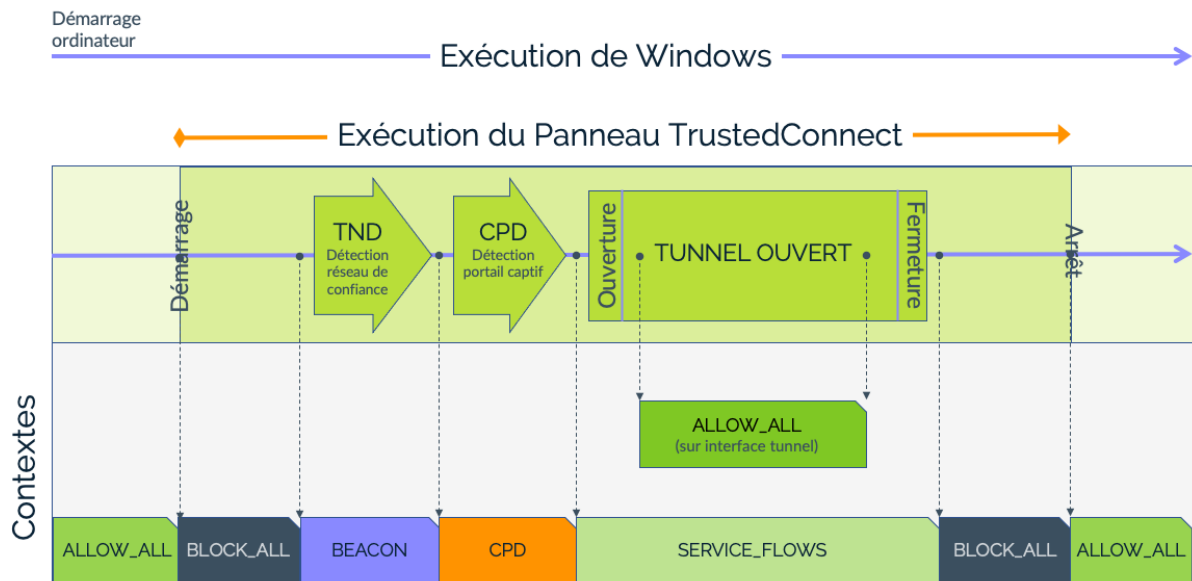 Démarrage
ordinateur
Exécution de Windows
Exécution du Panneau TrustedConnect
Démarrage
TND
Détection
réseau de
confiance
CPD
Détection
portail captif
Ouverture
TUNNEL OUVERT
Fermeture
Arrêt
Contextes
ALLOW_ALL
(sur interface tunnel)
ALLOW_ALL
BLOCK_ALL
BEACON
CPD
SERVICE_FLOWS
BLOCK_ALL
ALLOW_ALL